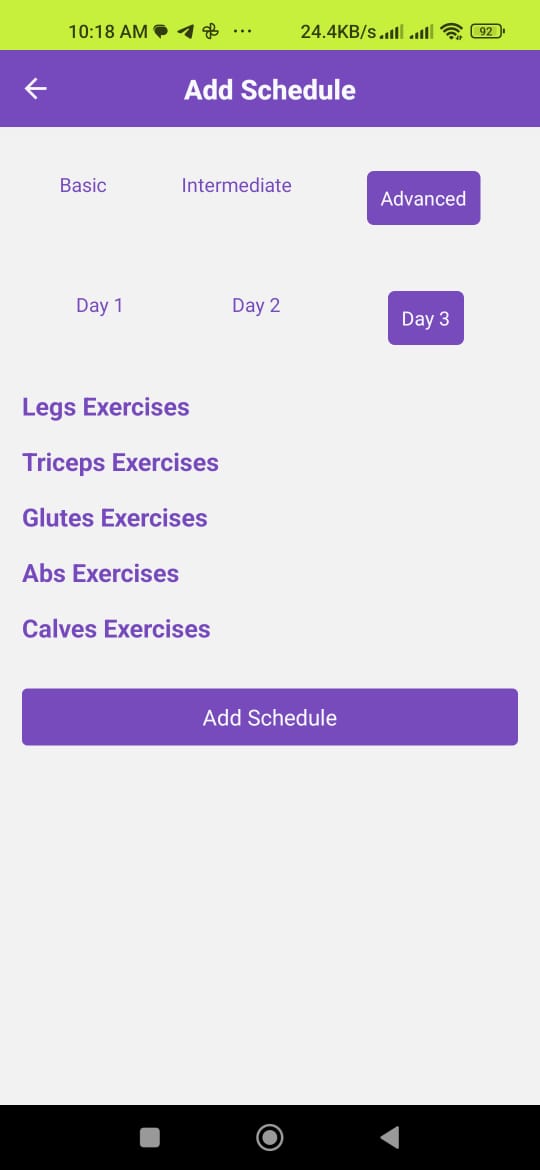 10:18 AM ... 24.4KB/s 92
Add Schedule
Basic Intermediate Advanced
Day 1 Day 2 Day 3
Legs Exercises
Triceps Exercises
Glutes Exercises
Abs Exercises
Calves Exercises
Add Schedule